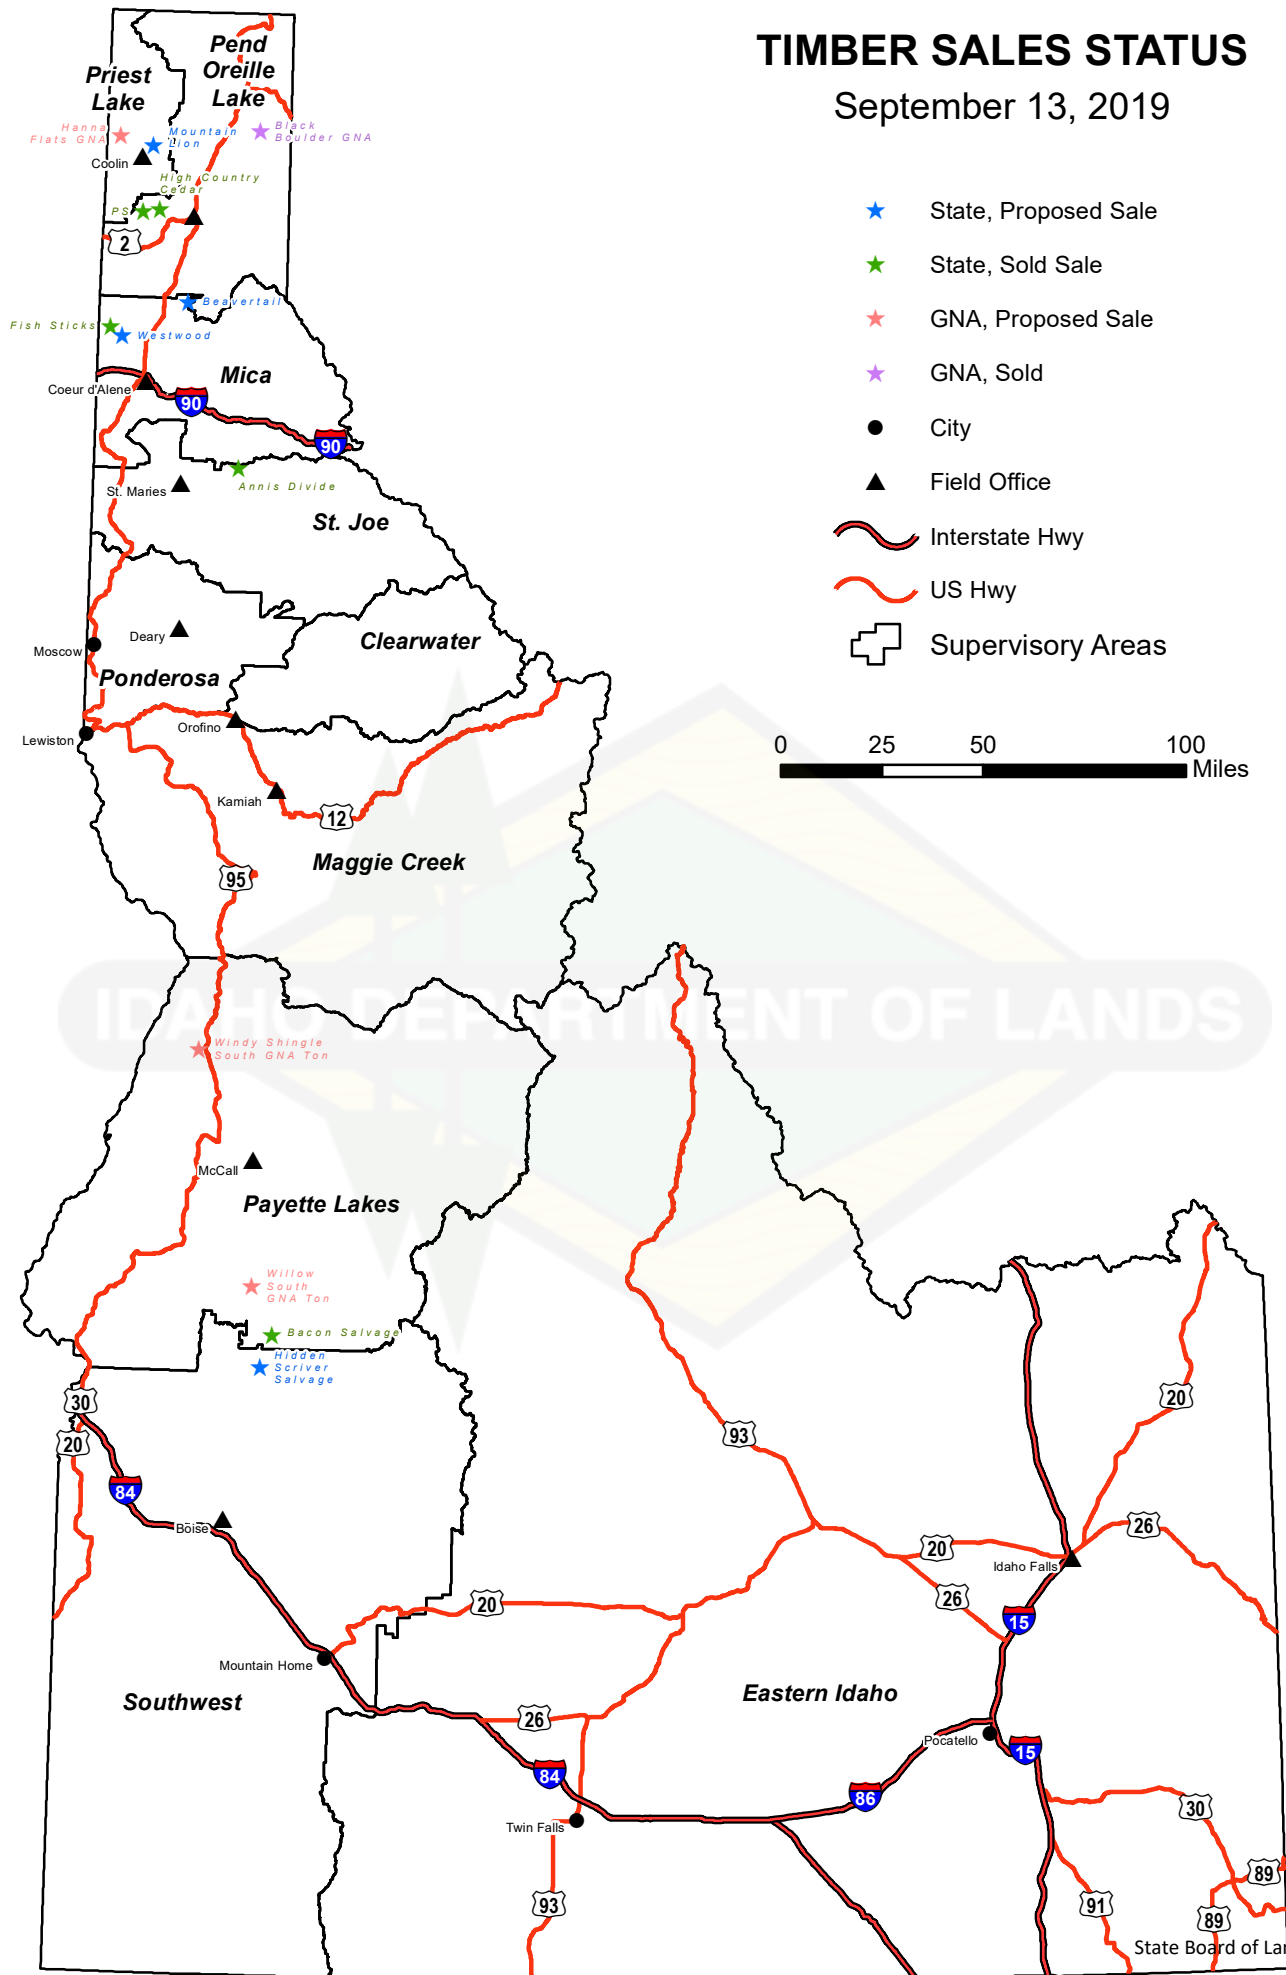 TIMBER SALES STATUS
September 13, 2019
Pend
Oreille
Lake
Priest
Lake
Hanna
Flats GNA
Mountain
Lion
Black
Boulder GNA
Coolin
High Country
Cedar
PS
2
State, Proposed Sale
State, Sold Sale
GNA, Proposed Sale
GNA, Sold
City
Field Office
Interstate Hwy
US Hwy
Supervisory Areas
0 25 50 100
Miles
Beavertail
Fish Sticks
Westwood
Mica
Coeur d'Alene
90
90
St. Maries
Annis Divide
St. Joe
Deary
Clearwater
Moscow
Ponderosa
Orofino
Lewiston
Kamiah
12
Maggie Creek
95
IDAHO DEPARTMENT OF LANDS
Windy Shingle
South GNA Ton
McCall
Payette Lakes
Willow
South
GNA Ton
Bacon Salvage
Hidden
Scriver
Salvage
30
20
93
20
84
Boise
20
26
Idaho Falls
26
20
15
Mountain Home
Southwest
Eastern Idaho
26
Pocatello
15
84
86
30
Twin Falls
89
93
91
89
State Board of Lan